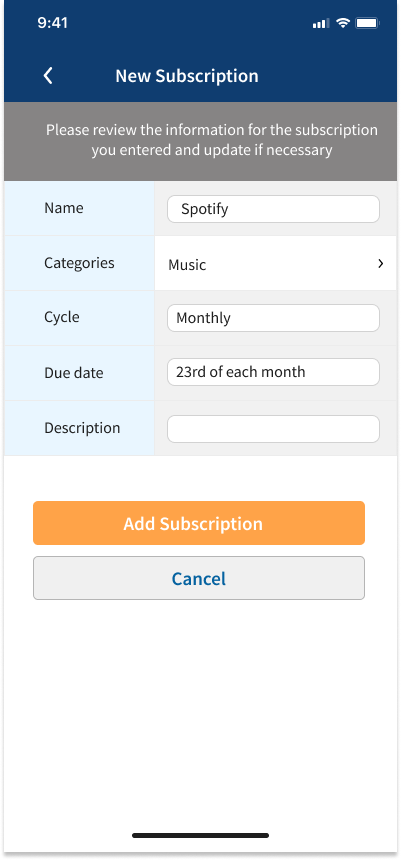 9:41
New Subscription
Please review the information for the subscription
you entered and update if necessary
Name
Spotify
Categories
Music
Cycle
Monthly
Due date
23rd of each month
Description
Add Subscription
Cancel